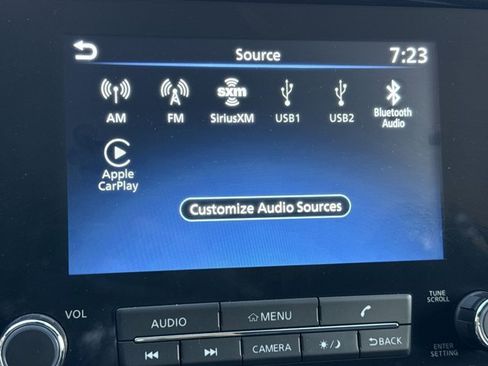 Source 7:23
sxm
AM FM SiriusXM USB1 USB2 Bluetooth
Audio
Apple
CarPlay
Customize Audio Sources
VOL AUDIO MENU TUNE
SCROLL
CAMERA BACK ENTER
SETTING